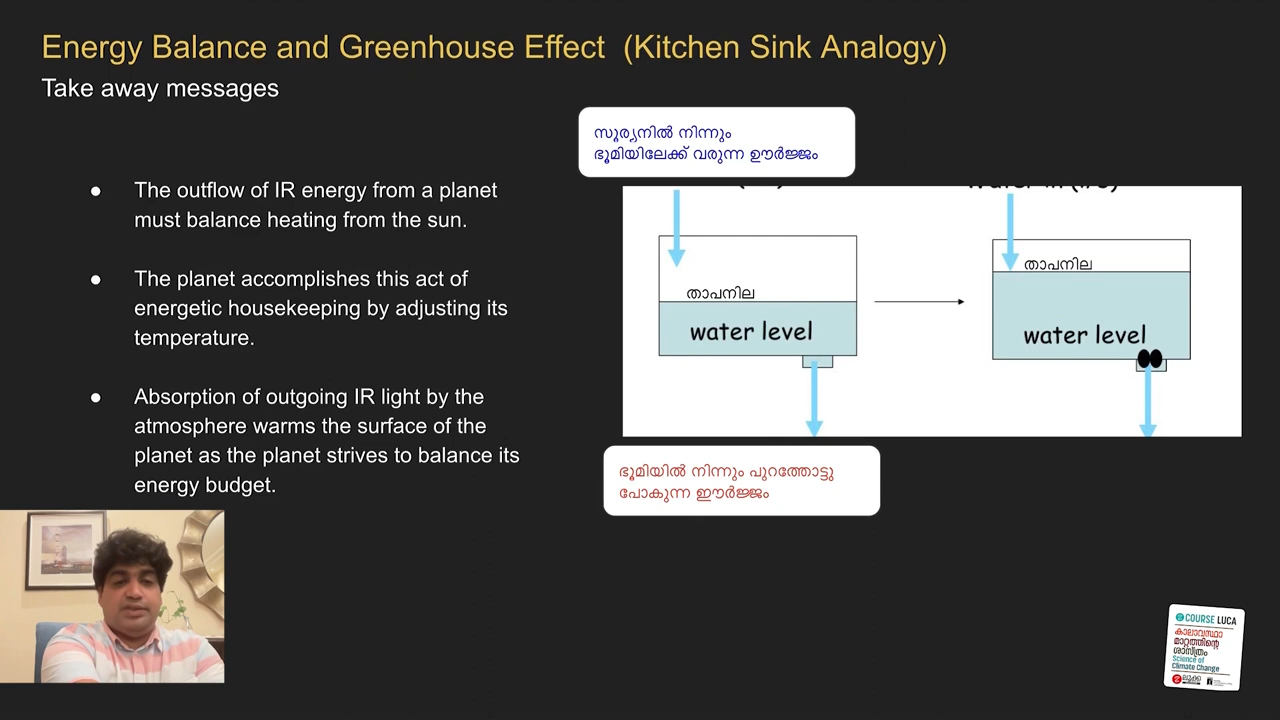 Energy Balance and Greenhouse Effect (Kitchen Sink Analogy)
Take away messages
സൂര്യനിൽ നിന്നും
ഭൂമിയിലേക്ക് വരുന്ന ഊർജ്ജം
● The outflow of IR energy from a planet
must balance heating from the sun.
● The planet accomplishes this act of
energetic housekeeping by adjusting its
temperature.
● Absorption of outgoing IR light by the
atmosphere warms the surface of the
planet as the planet strives to balance its
energy budget.
താപനില
water level
താപനില
water level
ഭൂമിയിൽ നിന്നും പുറത്തോട്ടു
പോകുന്ന ഈർജ്ജം
COURSE LUCA
കാലാവസ്ഥാ
മാറ്റത്തിന്റെ
ശാസ്ത്രം
Science of
Climate Change
ലൂക്ക